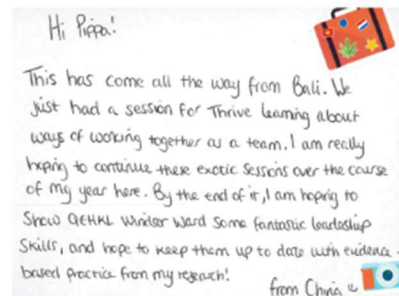 Hi Pippa!
This has come all the way from Bali. We
just had a session for Thrive learning about
ways of working together as a team. I am really
hoping to continue these exotic sessions over the course
of my year here. By the end of it, I am hoping to
show QEHKL Windsor Ward some fantastic leadership
skills, and hope to keep them up to date with evidence-
based practice from my research!
from China